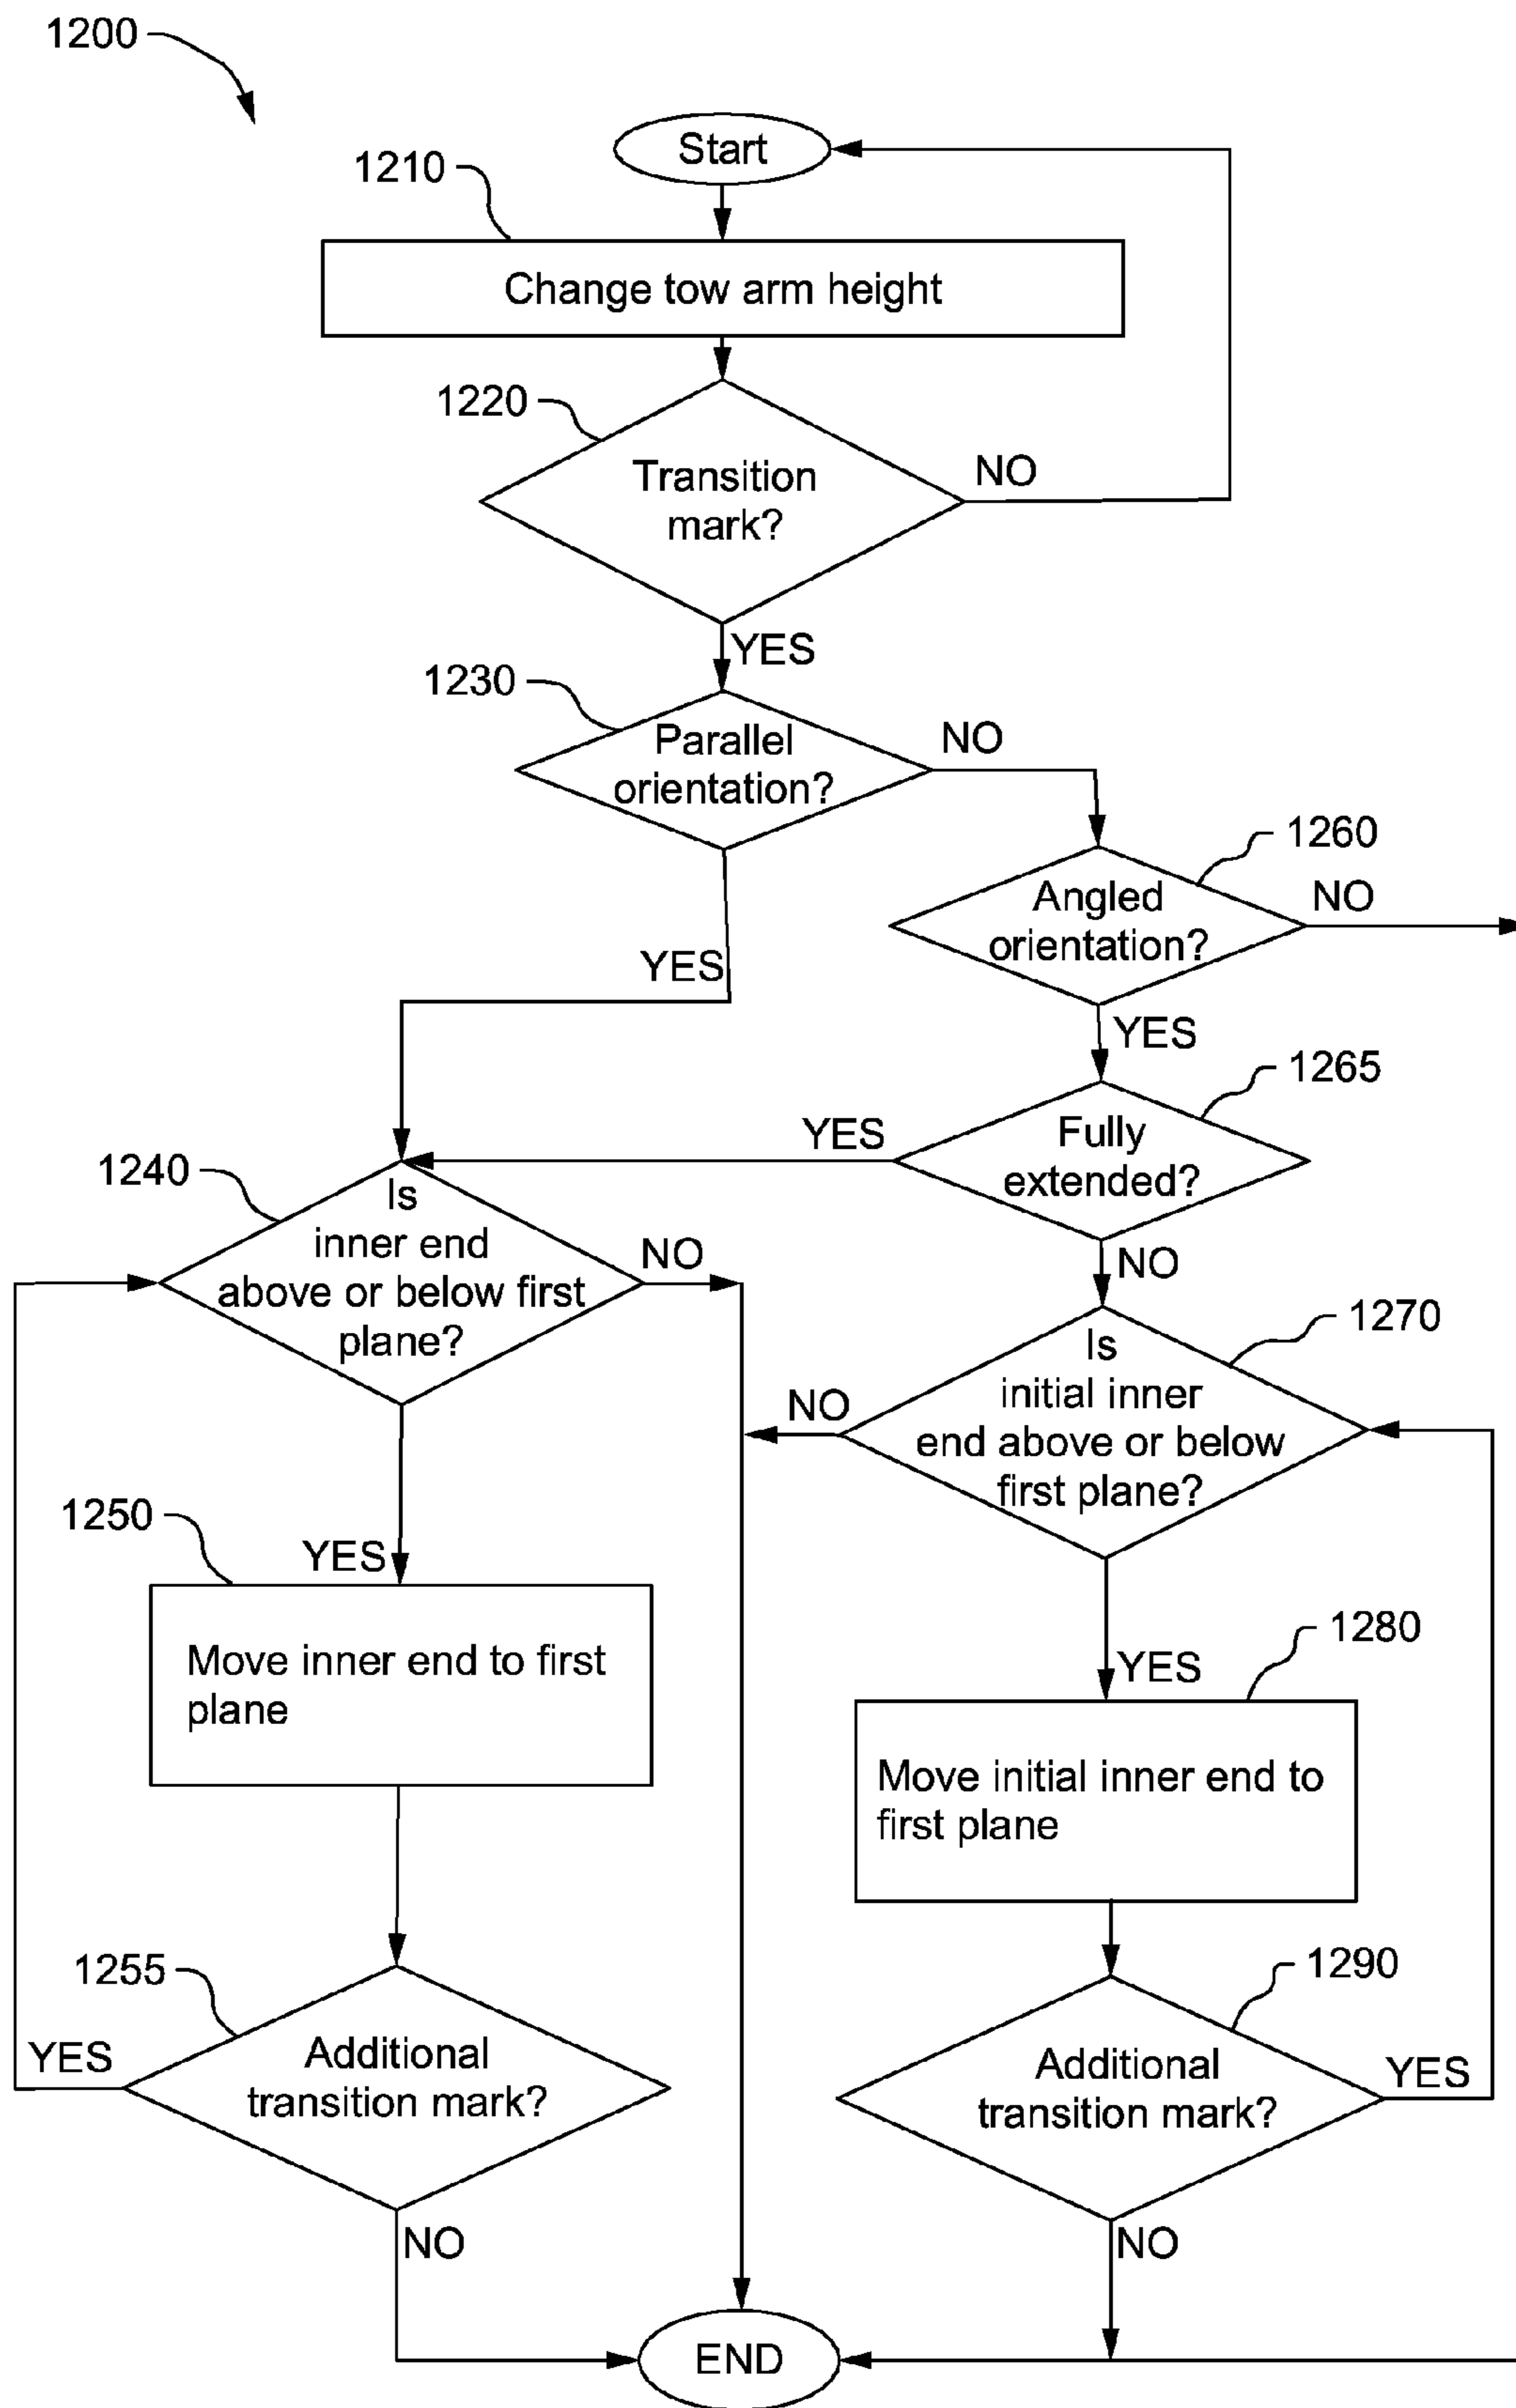 1200
Start
1210
Change tow arm height
1220
Transition
mark?
NO
YES
1230
Parallel
orientation?
NO
1260
Angled
orientation?
NO
YES
YES
1265
Fully
extended?
YES
NO
1240
Is
inner end
above or below first
plane?
NO
1270
Is
initial inner
end above or below
first plane?
NO
1250
YES
Move inner end to first
plane
1280
YES
Move initial inner end to
first plane
1255
Additional
transition mark?
YES
NO
1290
Additional
transition mark?
YES
NO
END